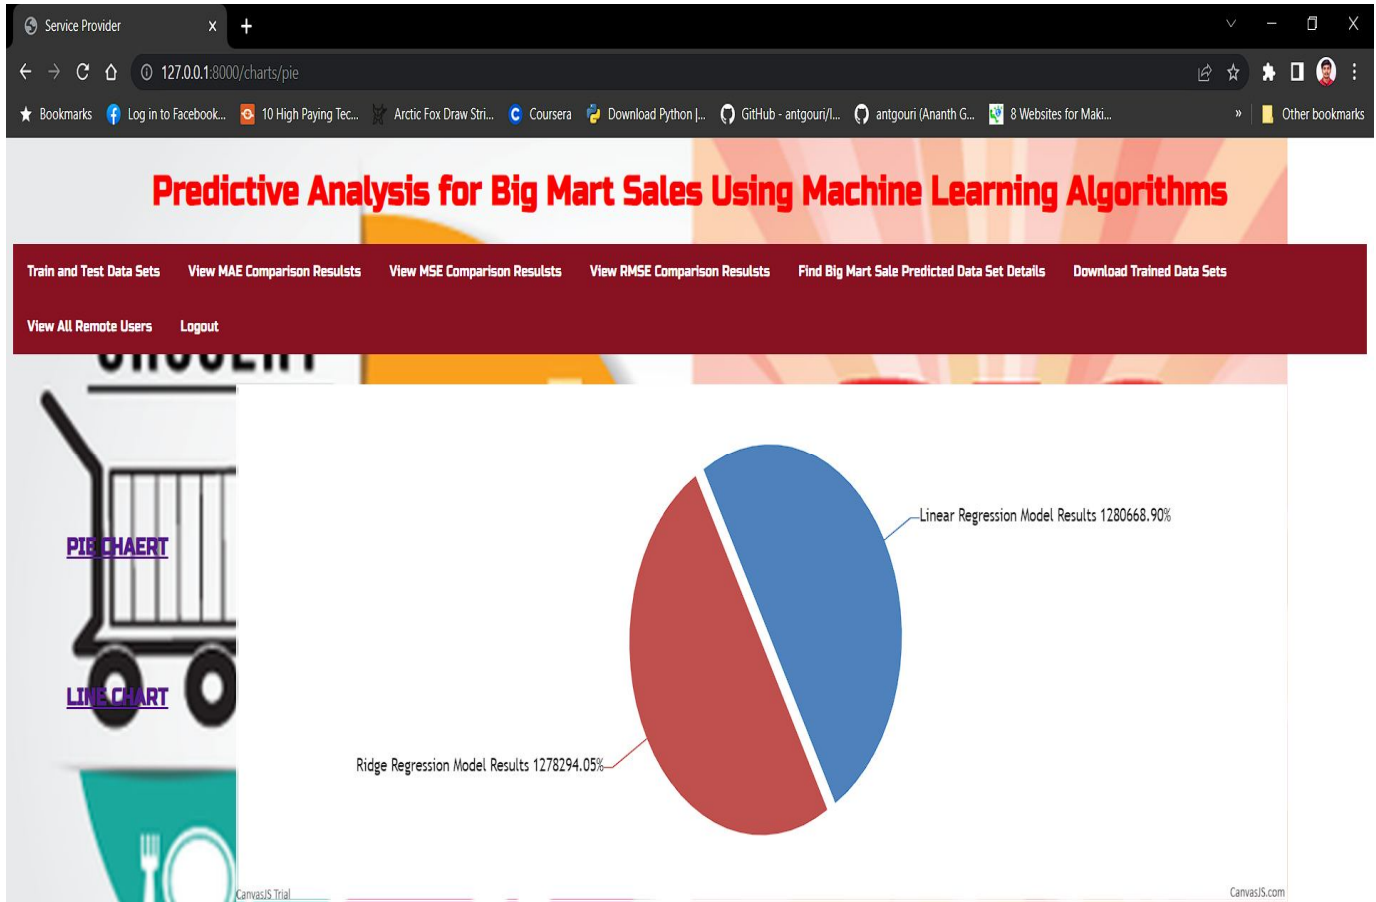 Service Provider
127.0.0.1:8000/charts/pie
Bookmarks Log in to Facebook... 10 High Paying Tec... Arctic Fox Draw Stri... Coursera Download Python |... GitHub - antgouri/l... antgouri (Ananth G... 8 Websites for Maki... » Other bookmarks
Predictive Analysis for Big Mart Sales Using Machine Learning Algorithms
Train and Test Data Sets View MAE Comparison Resulsts View MSE Comparison Resulsts View RMSE Comparison Resulsts Find Big Mart Sale Predicted Data Set Details Download Trained Data Sets
View All Remote Users Logout
Linear Regression Model Results 1280668.90%
PIE CHAERT
LINE CHART
Ridge Regression Model Results 1278294.05%
CanvasJS Trial CanvasJS.com